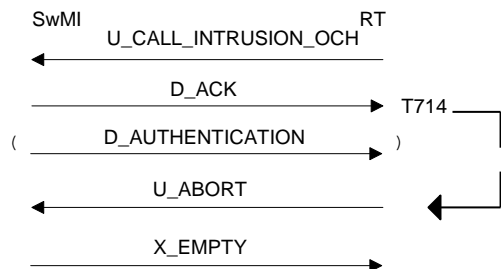 SwMI RT
U_CALL_INTRUSION_OCH
D_ACK
T714
( D_AUTHENTICATION )
U_ABORT
X_EMPTY